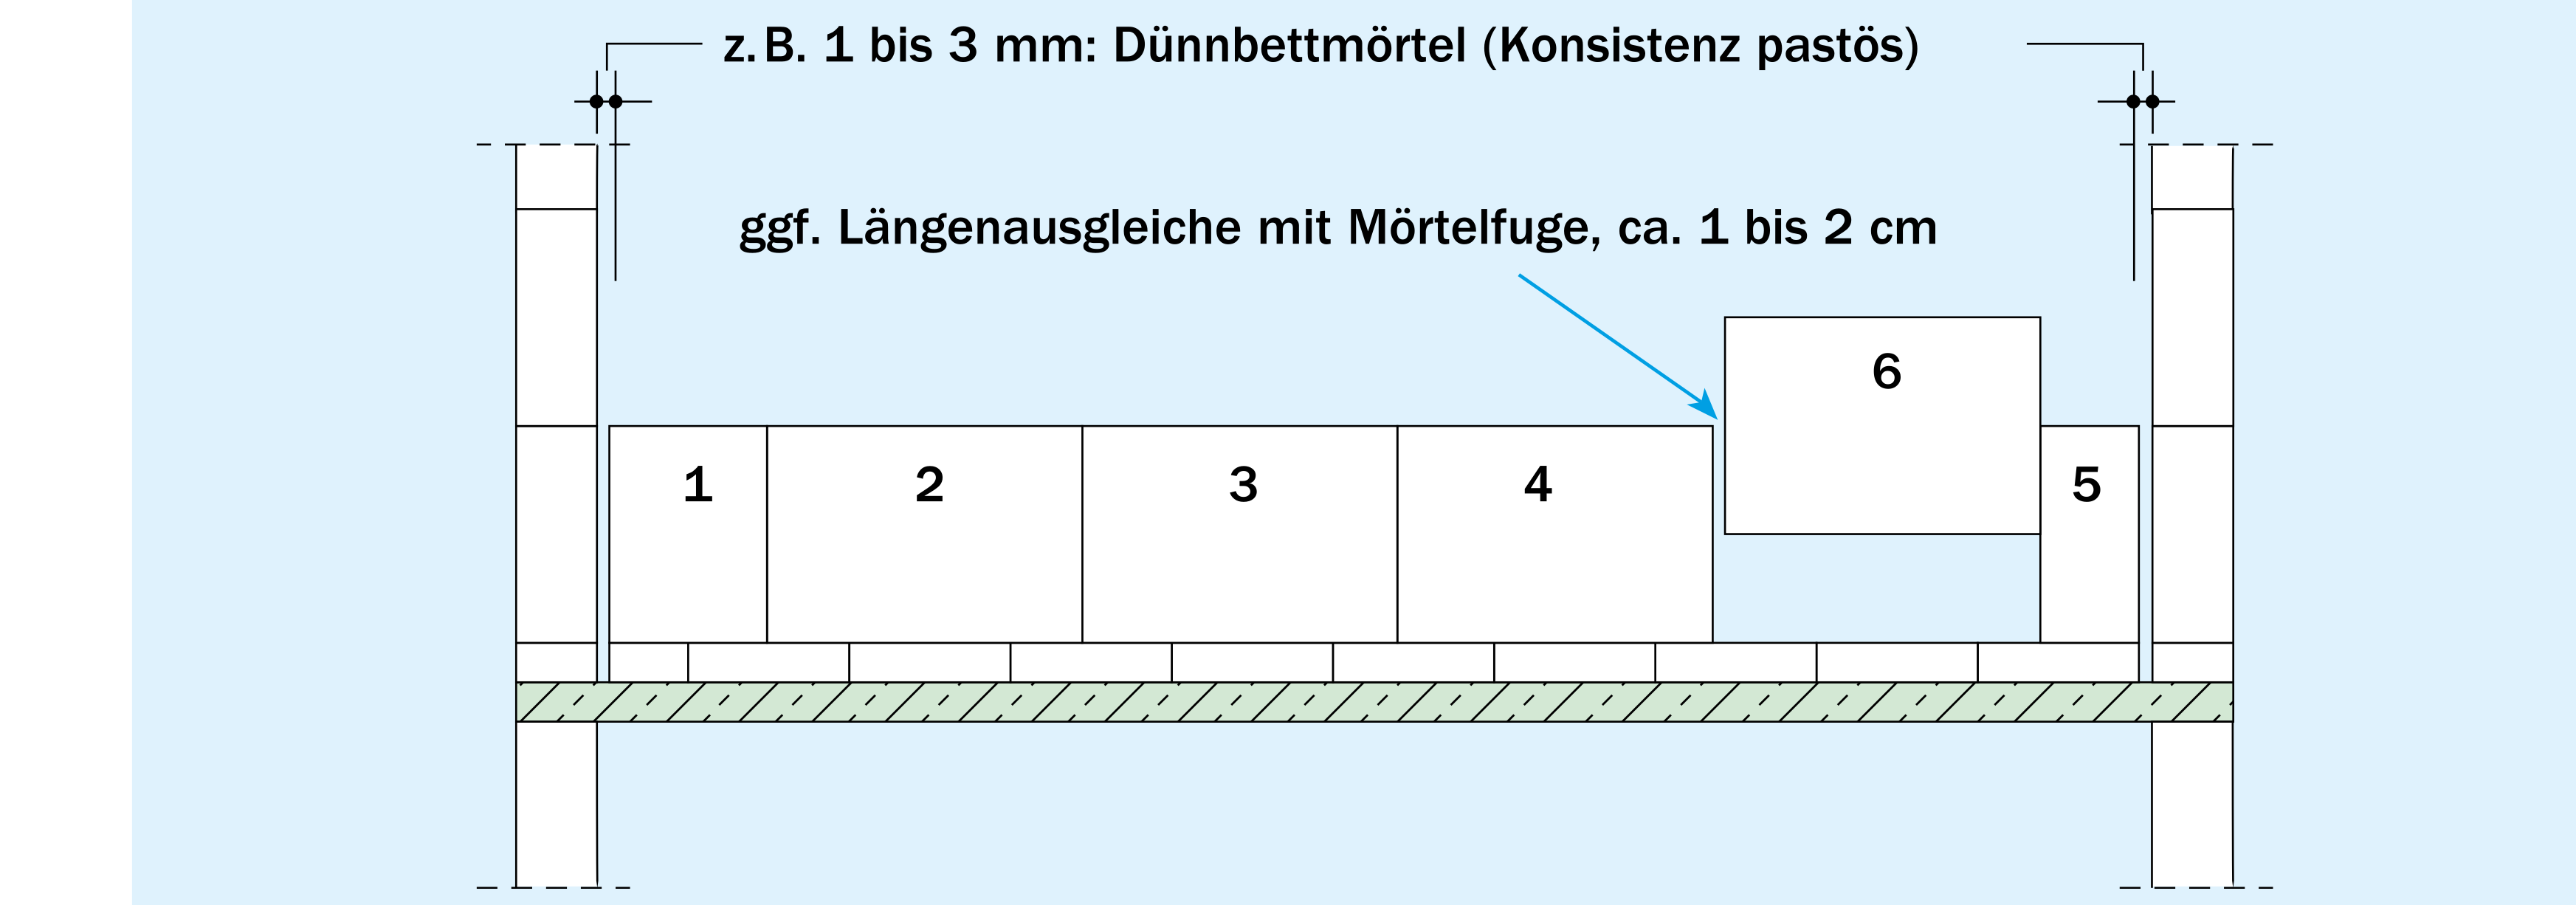 z. B. 1 bis 3 mm: Dünnbettmörtel (Konsistenz pastös)
ggf. Längenausgleiche mit Mörtelfuge, ca. 1 bis 2 cm
6
1 2 3 4 5